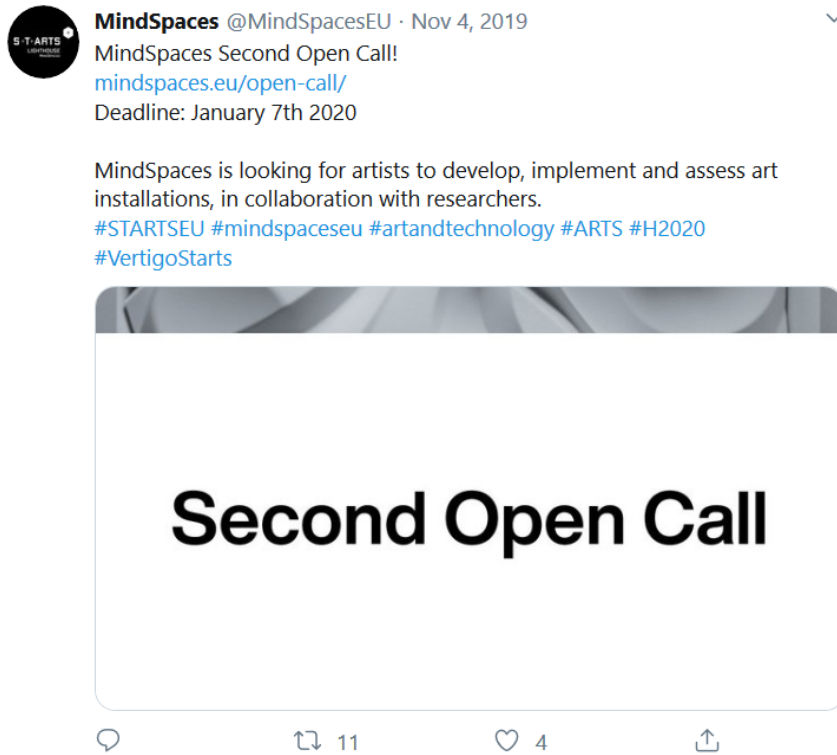 S·T·ARTS
LIGHTHOUSE
MindSpaces @MindSpacesEU · Nov 4, 2019
MindSpaces Second Open Call!
mindspaces.eu/open-call/
Deadline: January 7th 2020
MindSpaces is looking for artists to develop, implement and assess art
installations, in collaboration with researchers.
#STARTSEU #mindspaceseu #artandtechnology #ARTS #H2020
#VertigoStarts
Second Open Call
11
4